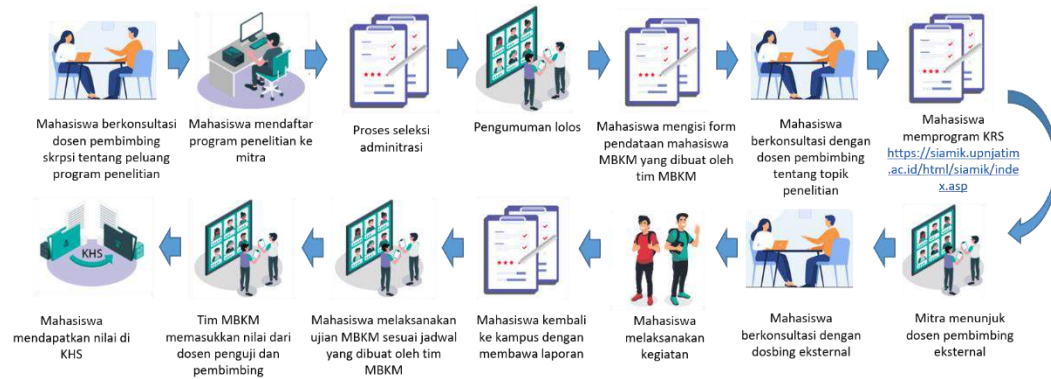 Mahasiswa berkonsultasi
dosen pembimbing
skrpsi tentang peluang
program penelitian
Mahasiswa mendaftar
program penelitian ke
mitra
Proses seleksi
adminitrasi
Pengumuman lolos
Mahasiswa mengisi form
pendataan mahasiswa
MBKM yang dibuat oleh
tim MBKM
Mahasiswa
berkonsultasi dengan
dosen pembimbing
tentang topik
penelitian
Mahasiswa
memprogram KRS
https://siamik.upnjatim
.ac.id/html/siamik/inde
x.asp
Mitra menunjuk
dosen pembimbing
eksternal
Mahasiswa
berkonsultasi dengan
dosbing eksternal
Mahasiswa
melaksanakan
kegiatan
Mahasiswa kembali
ke kampus dengan
membawa laporan
Mahasiswa melaksanakan
ujian MBKM sesuai jadwal
yang dibuat oleh tim
MBKM
Tim MBKM
memasukkan nilai dari
dosen penguji dan
pembimbing
KHS
Mahasiswa
mendapatkan nilai di
KHS